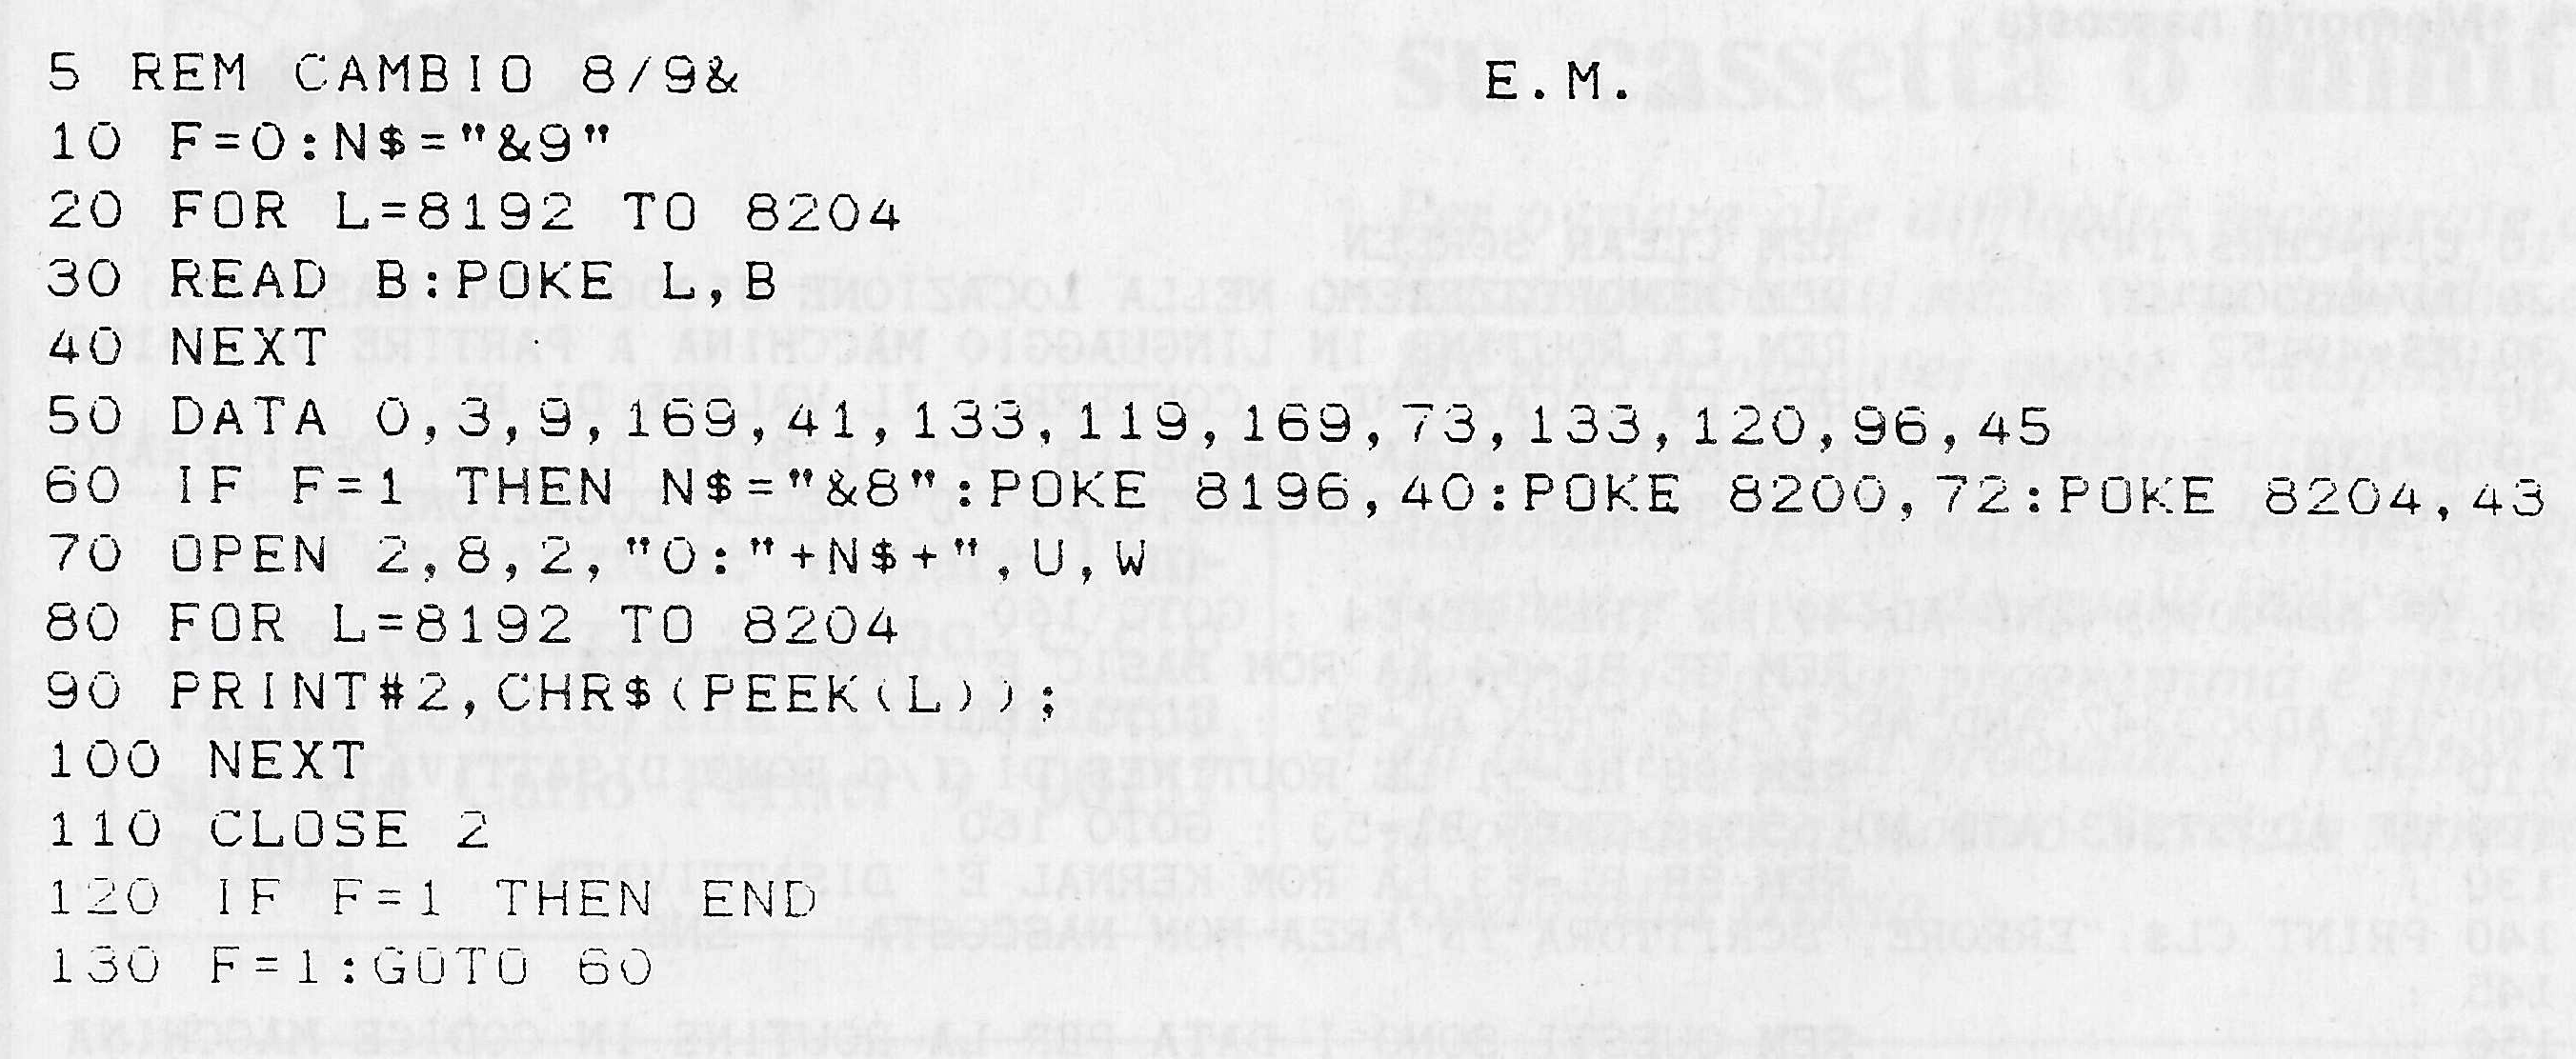 5 REM CAMBIO 8/9& E.M.
10 F=0:N$="&9"
20 FOR L=8192 TO 8204
30 READ B:POKE L,B
40 NEXT
50 DATA 0,3,9,169,41,133,119,169,73,133,120,96,45
60 IF F=1 THEN N$="&8":POKE 8196,40:POKE 8200,72:POKE 8204,43
70 OPEN 2,8,2,"0:"+N$+",U,W
80 FOR L=8192 TO 8204
90 PRINT#2,CHR$(PEEK(L));
100 NEXT
110 CLOSE 2
120 IF F=1 THEN END
130 F=1:GOTO 60